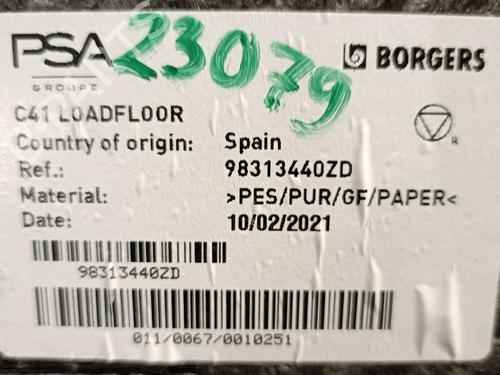 PSA
GROUPE
23079
BORGERS
C41 LOADFLOOR
Country of origin: Spain
R
Ref.: 98313440ZD
Material: >PES/PUR/GF/PAPER<
Date: 10/02/2021
98313440ZD
011/0067/0010251